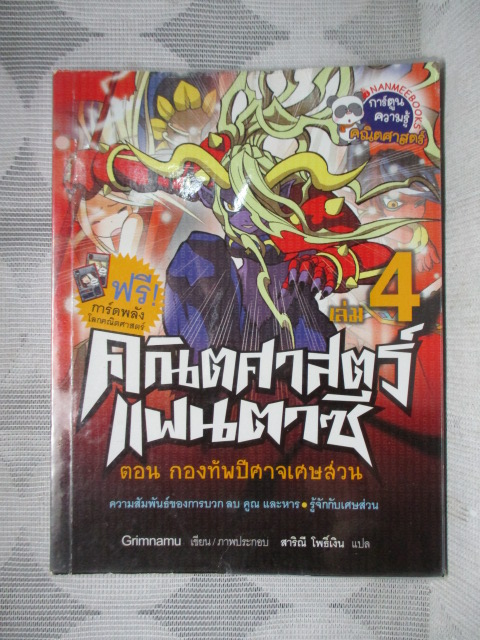 NANMEEBOOKS
การ์ตูน
ความรู้
คณิตศาสตร์
ฟรี!
การ์ดพลัง
โลกคณิตศาสตร์
เล่ม 4
คณิตศาสตร์
แฟนตาซี
ตอน กองทัพปีศาจเศษส่วน
ความสัมพันธ์ของการบวก ลบ คูณ และหาร • รู้จักกับเศษส่วน
Grimnamu เขียน / ภาพประกอบ สาริณี โพธิ์เงิน แปล